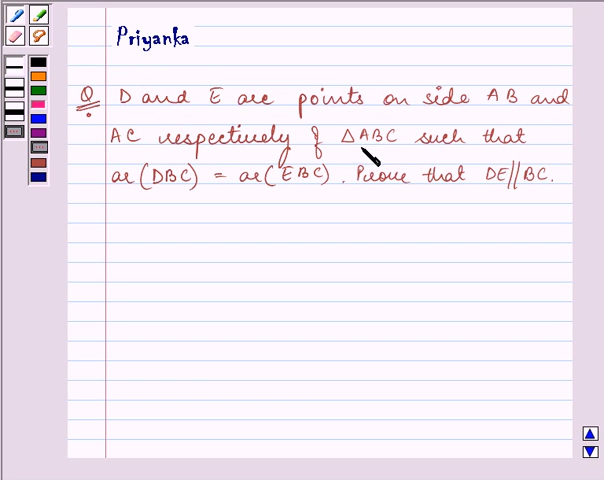 Priyanka
Q D and E are points on side AB and
AC respectively of △ABC such that
ar(DBC) = ar(EBC). Prove that DE//BC.